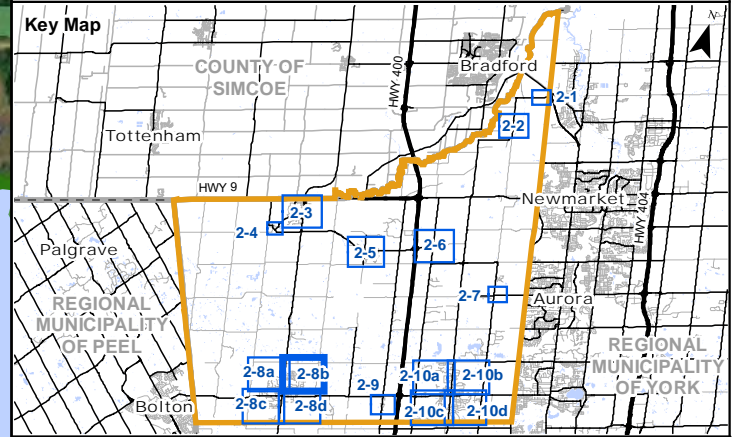 Key Map
N
COUNTY OF
SIMCOE
HWY 400
Bradford
2-1
2-2
Tottenham
HWY 9
Newmarket
HWY 404
2-3
2-4
2-5
2-6
Palgrave
2-7
Aurora
REGIONAL
MUNICIPALITY
OF PEEL
REGIONAL
MUNICIPALITY
OF YORK
2-8a
2-8b
2-9
2-10a
2-10b
Bolton
2-8c
2-8d
2-10c
2-10d